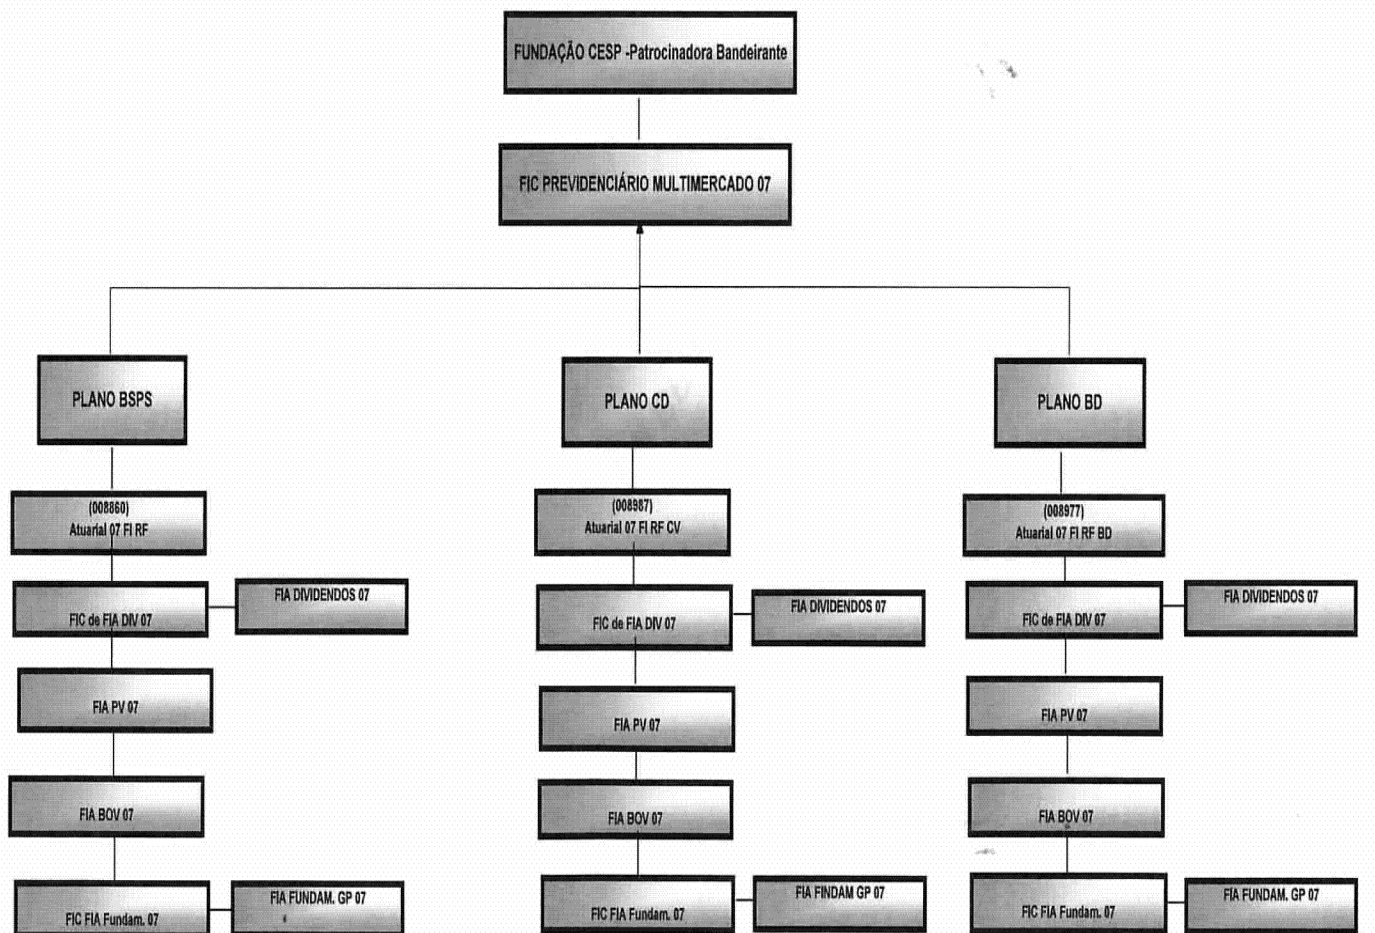 FUNDAÇÃO CESP -Patrocinadora Bandeirante
FIC PREVIDENCIÁRIO MULTIMERCADO 07
PLANO BSPS
PLANO CD
PLANO BD
(008860)
Atuarial 07 FI RF
(008987)
Atuarial 07 FI RF CV
(008977)
Atuarial 07 FI RF BD
FIC de FIA DIV 07
FIA DIVIDENDOS 07
FIC de FIA DIV 07
FIA DIVIDENDOS 07
FIC de FIA DIV 07
FIA DIVIDENDOS 07
FIA PV 07
FIA PV 07
FIA PV 07
FIA BOV 07
FIA BOV 07
FIA BOV 07
FIC FIA Fundam. 07
FIA FUNDAM. GP 07
FIC FIA Fundam. 07
FIA FINDAM GP 07
FIC FIA Fundam. 07
FIA FUNDAM. GP 07